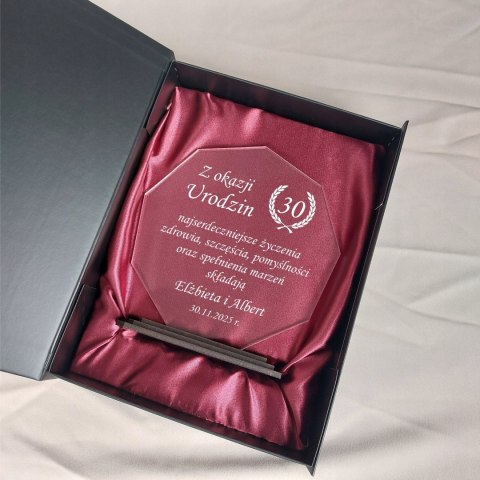 Z okazji
Urodzin
30
najserdeczniejsze życzenia
zdrowia, szczęścia, pomyślności
oraz spełnienia marzeń
składają
Elżbieta i Albert
30.11.2025 r.